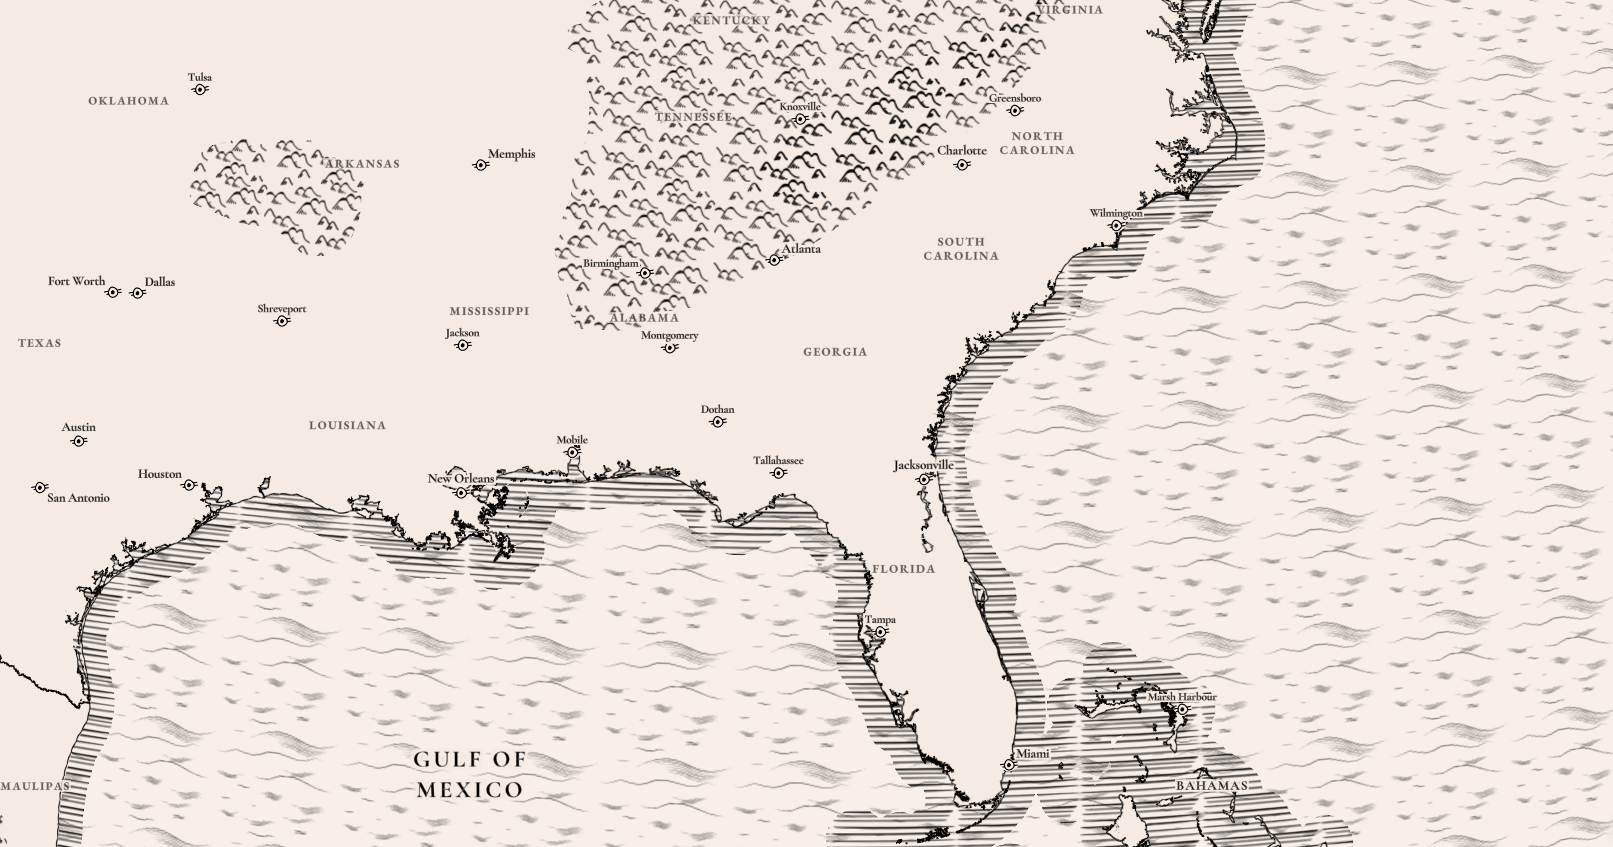 KENTUCKY
VIRGINIA
Tulsa
OKLAHOMA
Knoxville
Greensboro
TENNESSEE
NORTH
CAROLINA
Memphis
Charlotte
ARKANSAS
Wilmington
SOUTH
CAROLINA
Atlanta
Birmingham
Fort Worth
Dallas
Shreveport
MISSISSIPPI
ALABAMA
Jackson
Montgomery
TEXAS
GEORGIA
Dothan
LOUISIANA
Austin
Mobile
Tallahassee
Jacksonville
Houston
New Orleans
San Antonio
FLORIDA
Tampa
Marsh Harbour
Miami
GULF OF
MEXICO
MAULIPAS
BAHAMAS